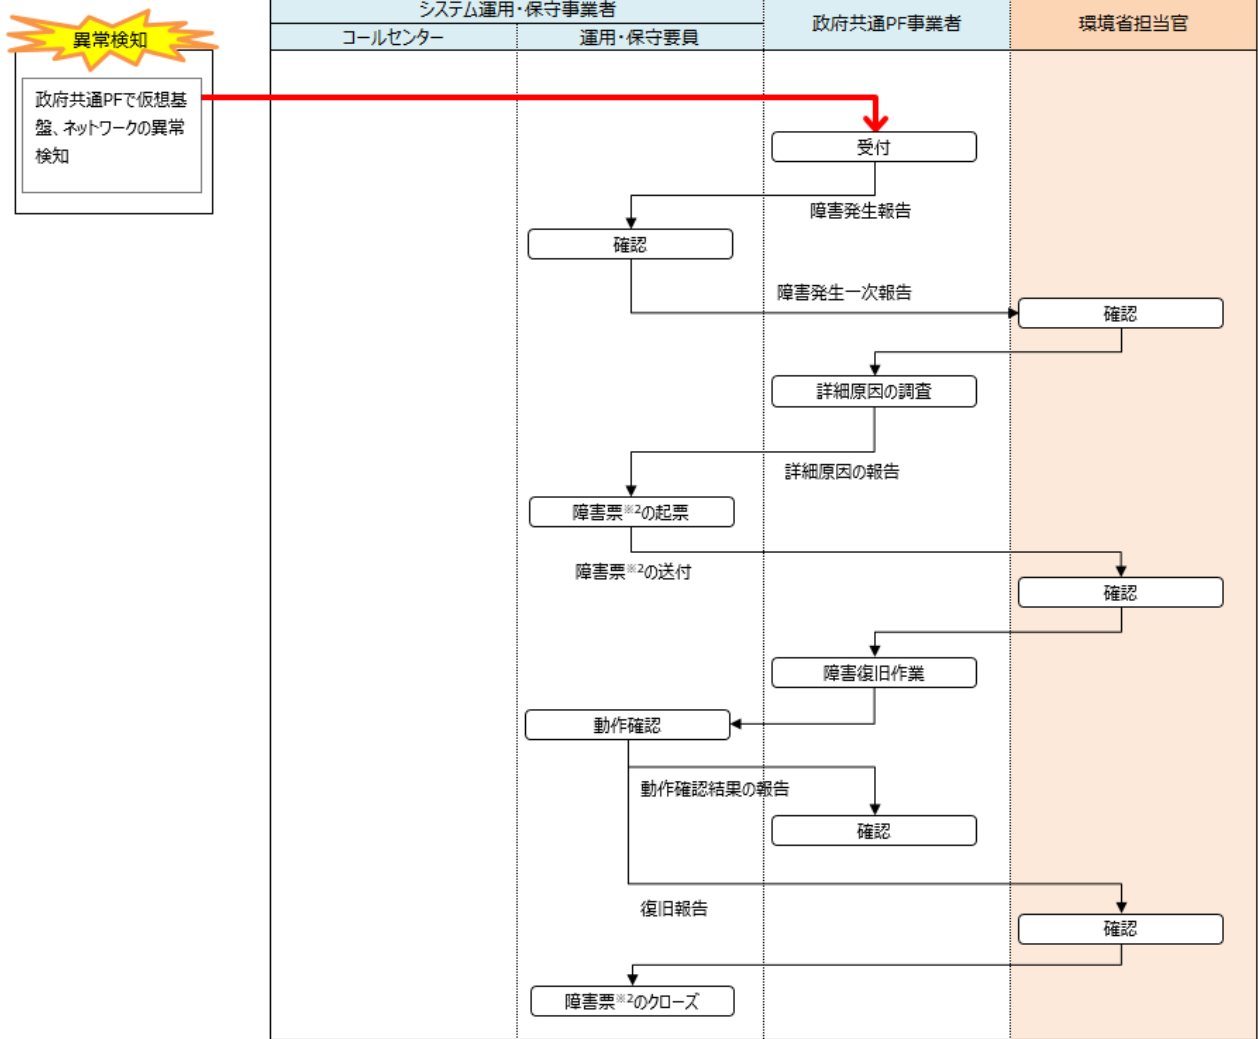 異常検知
政府共通PFで仮想基
盤、ネットワークの異常
検知
システム運用・保守事業者
コールセンター
運用・保守要員
政府共通PF事業者
環境省担当官
受付
障害発生報告
確認
障害発生一次報告
確認
詳細原因の調査
詳細原因の報告
障害票※2の起票
障害票※2の送付
確認
障害復旧作業
動作確認
動作確認結果の報告
確認
復旧報告
確認
障害票※2のクローズ